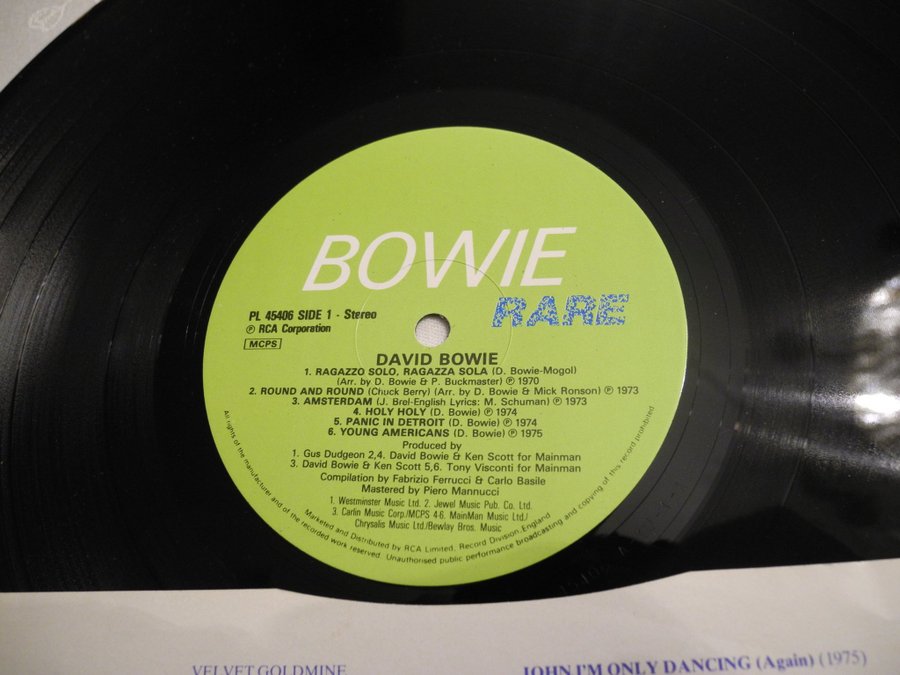 BOWIE
RARE
PL 45406 SIDE 1 - Stereo
℗ RCA Corporation
MCPS
DAVID BOWIE
1. RAGAZZO SOLO, RAGAZZA SOLA (D. Bowie-Mogol)
(Arr. by D. Bowie & P. Buckmaster) ℗ 1970
2. ROUND AND ROUND (Chuck Berry) (Arr. by D. Bowie & Mick Ronson) ℗ 1973
3. AMSTERDAM (J. Brel-English Lyrics: M. Schuman) ℗ 1973
4. HOLY HOLY (D. Bowie) ℗ 1974
5. PANIC IN DETROIT (D. Bowie) ℗ 1974
6. YOUNG AMERICANS (D. Bowie) ℗ 1975
Produced by
1. Gus Dudgeon 2,4. David Bowie & Ken Scott for Mainman
3. David Bowie & Ken Scott 5,6. Tony Visconti for Mainman
Compilation by Fabrizio Ferrucci & Carlo Basile
Mastered by Piero Mannucci
1. Westminster Music Ltd. 2. Jewel Music Pub. Co. Ltd.
3. Carlin Music Corp./MCPS 4-6. MainMan Music Ltd./
Chrysalis Music Ltd./Bewlay Bros. Music
Marketed and Distributed by RCA Limited, Record Division, England
All rights of the manufacturer and of the recorded work reserved. Unauthorised public performance broadcasting and copying of this record prohibited
VELVET GOLDMINE
JOHN I'M ONLY DANCING (Again) (1975)